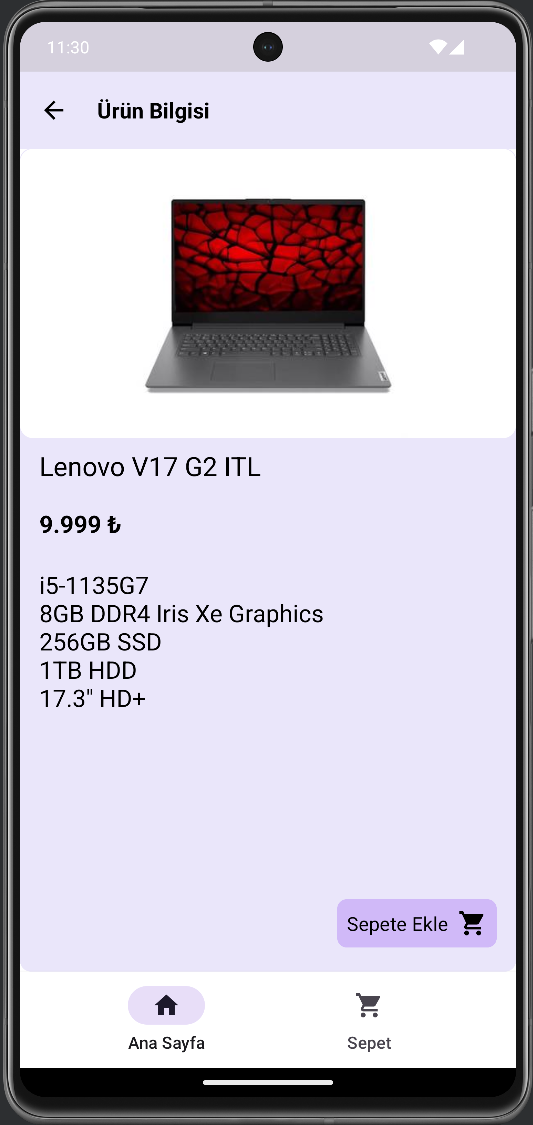 11:30
Ürün Bilgisi
Lenovo V17 G2 ITL
9.999 ₺
i5-1135G7
8GB DDR4 Iris Xe Graphics
256GB SSD
1TB HDD
17.3" HD+
Sepete Ekle
Ana Sayfa
Sepet